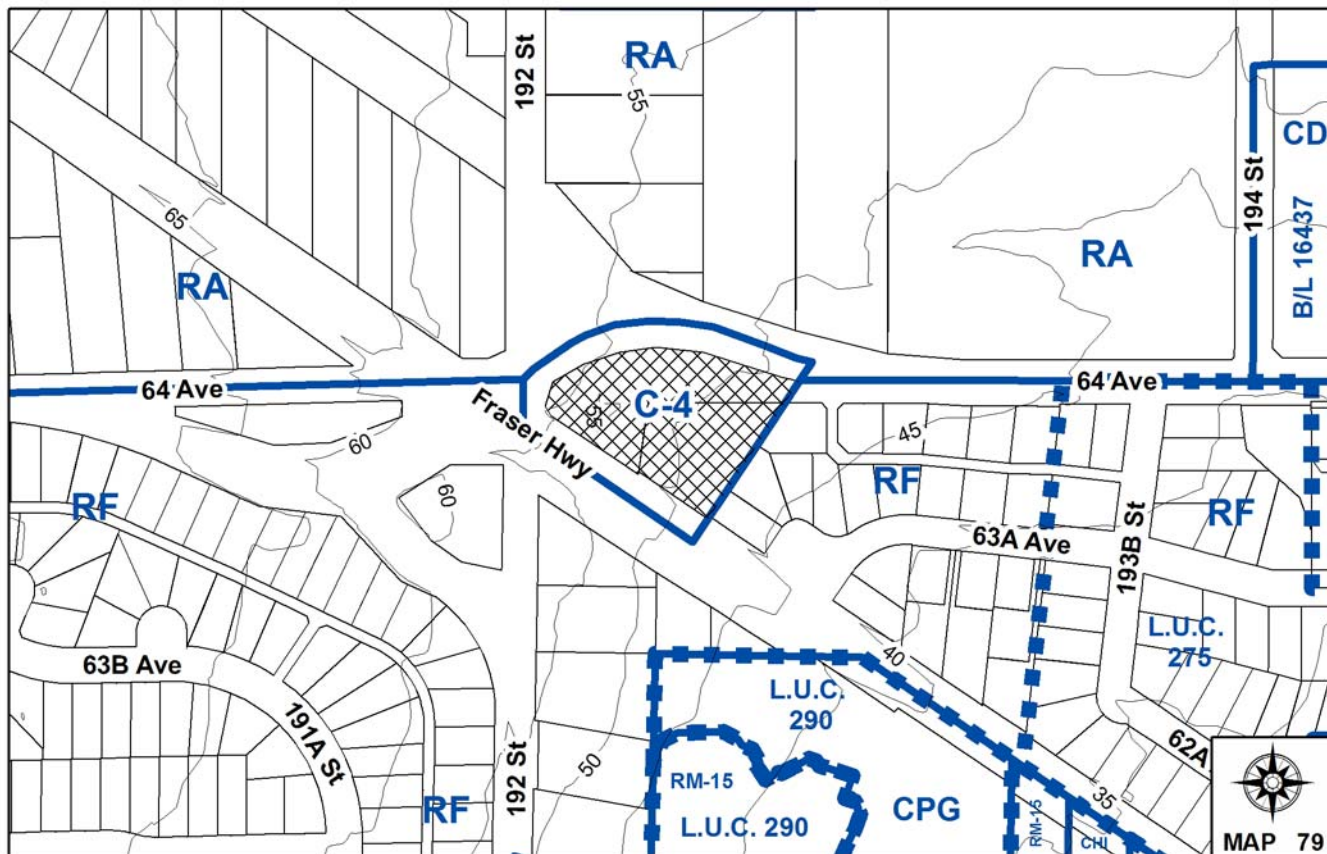 192 St
RA
55
194 St
CD
B/L 16437
65
RA
RA
64 Ave
Fraser Hwy
C-4
55
64 Ave
60
45
60
RF
RF
RF
63A Ave
193B St
63B Ave
191A St
192 St
RF
40
L.U.C.
275
L.U.C.
290
50
RM-15
L.U.C. 290
CPG
RM-15
CHI
35
62A
MAP 79